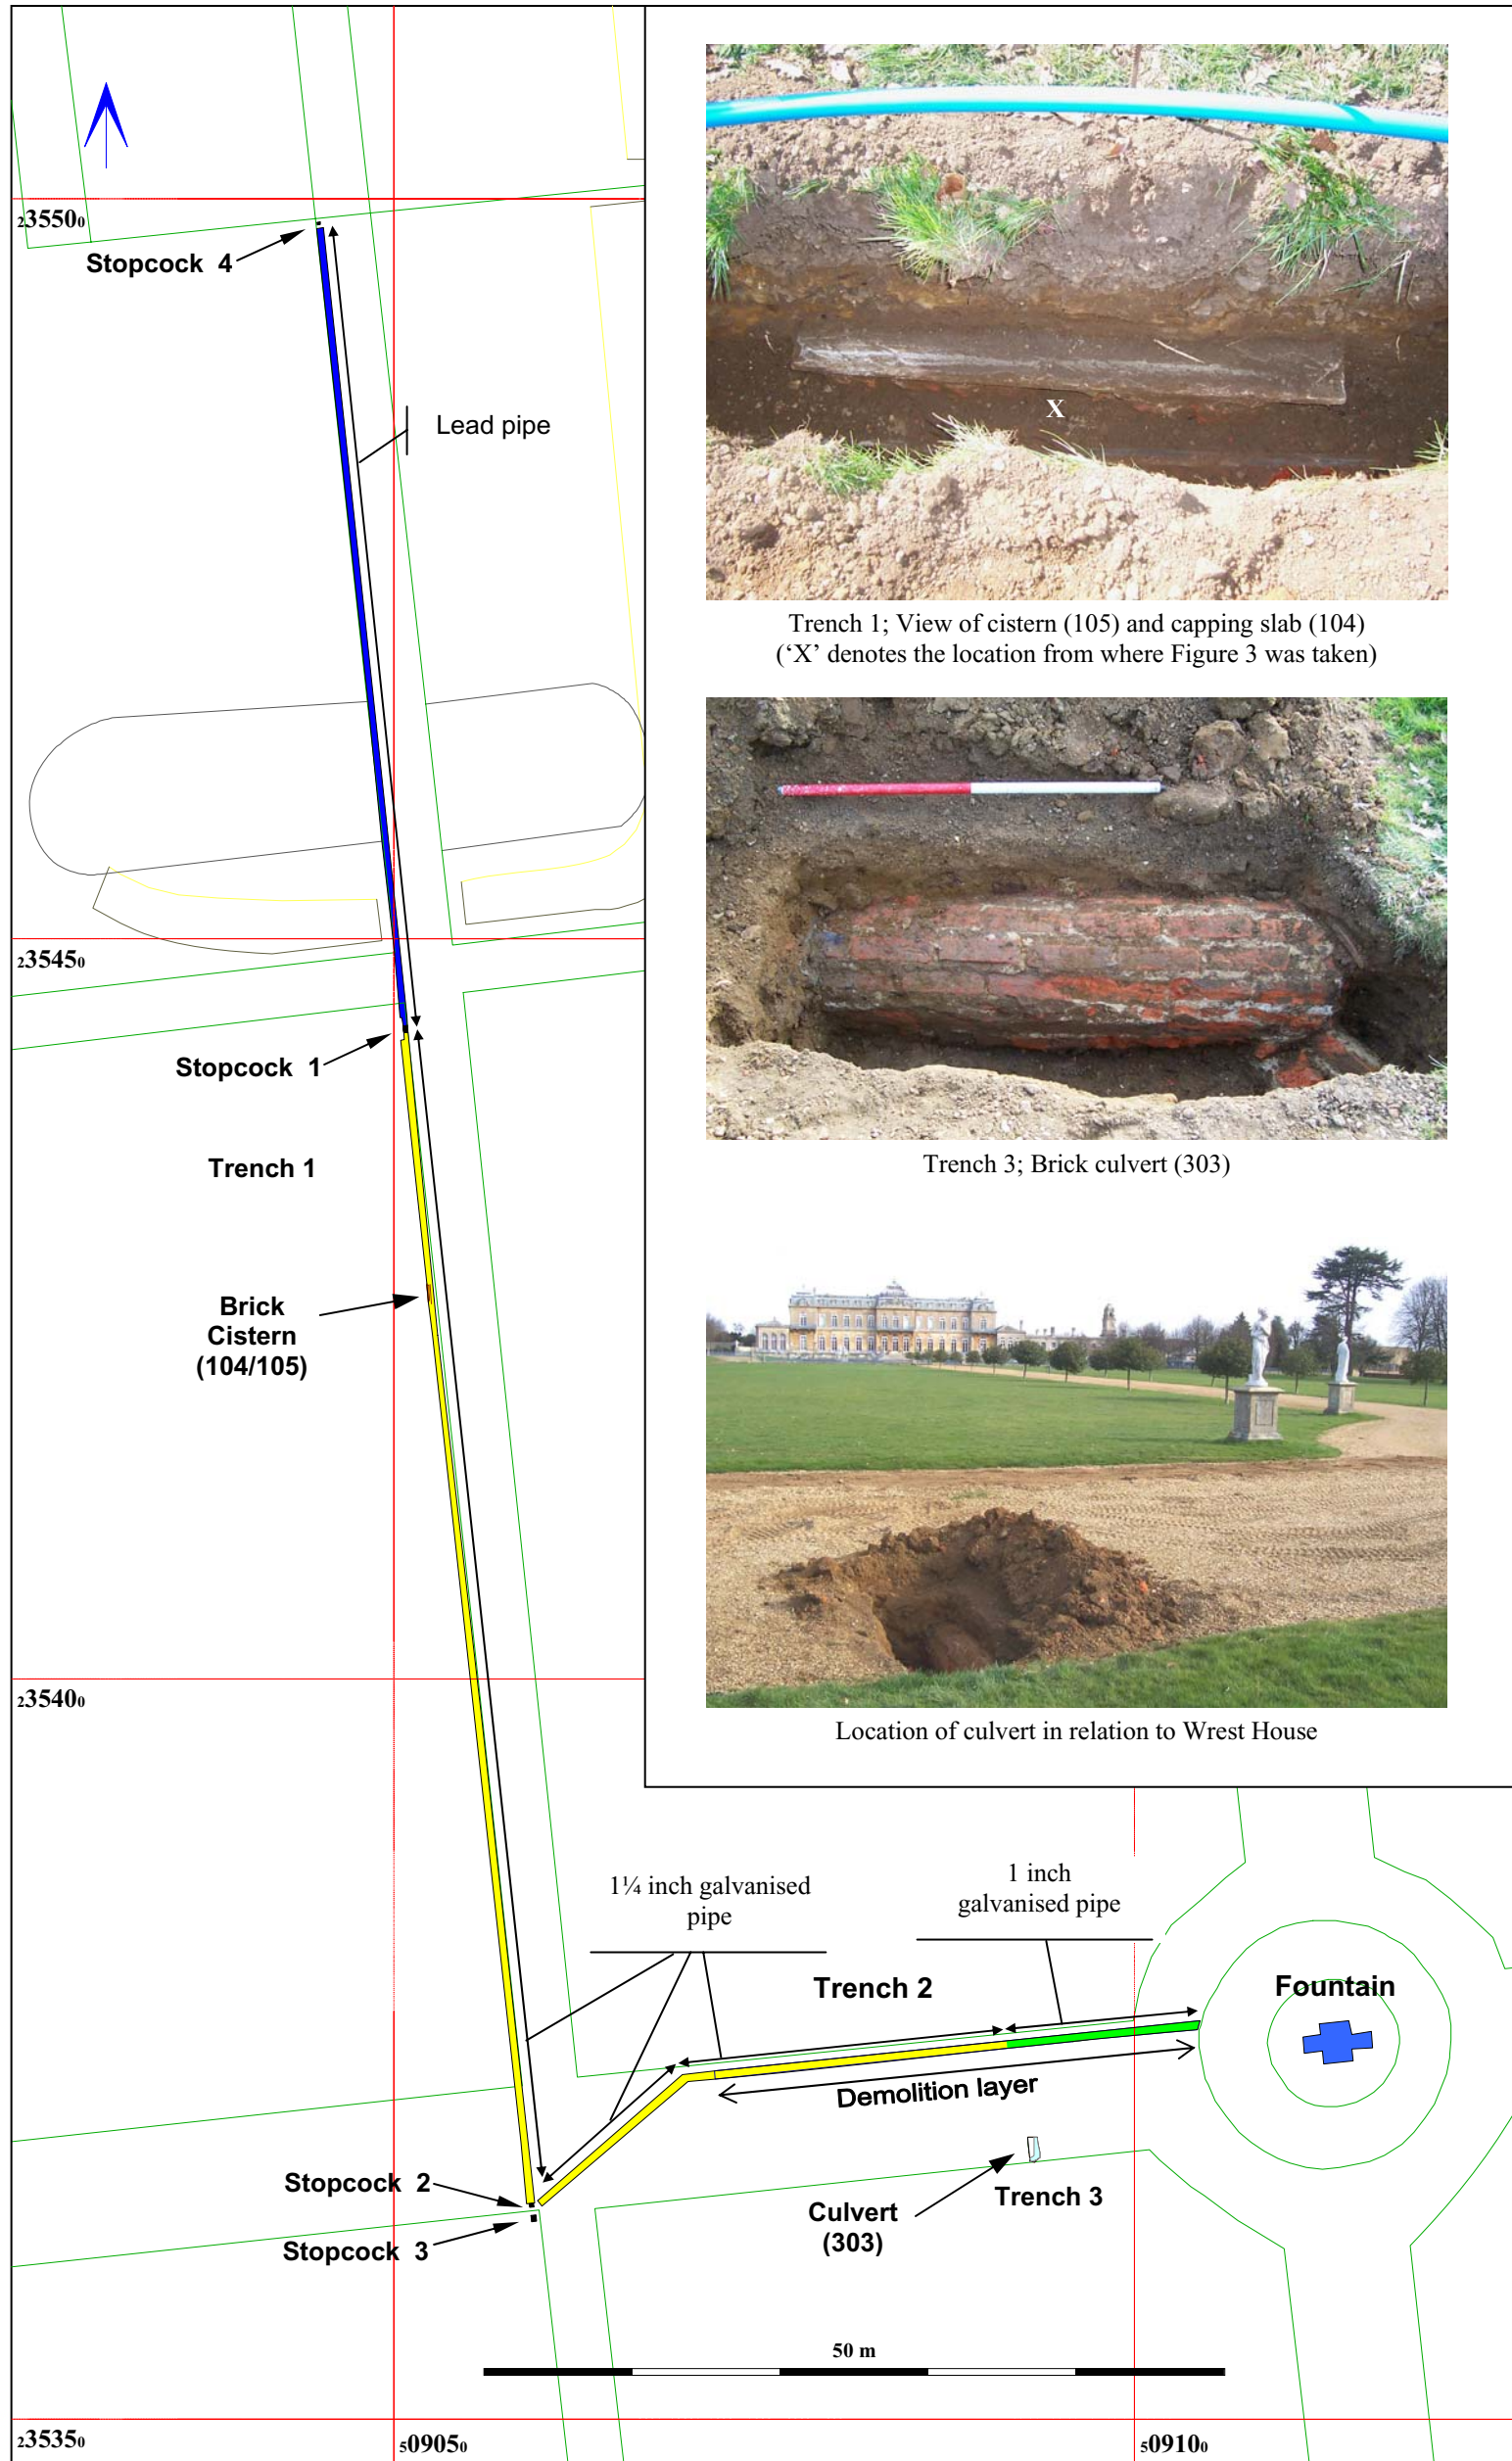 235500
Stopcock 4
Lead pipe
235450
Stopcock 1
Trench 1
Brick
Cistern
(104/105)
235400
Trench 1; View of cistern (105) and capping slab (104)
(‘X’ denotes the location from where Figure 3 was taken)
X
Trench 3; Brick culvert (303)
Location of culvert in relation to Wrest House
1¼ inch galvanised
pipe
1 inch
galvanised pipe
Trench 2
Fountain
Demolition layer
Stopcock 2
Stopcock 3
Culvert
(303)
Trench 3
50 m
235350
509050
509100